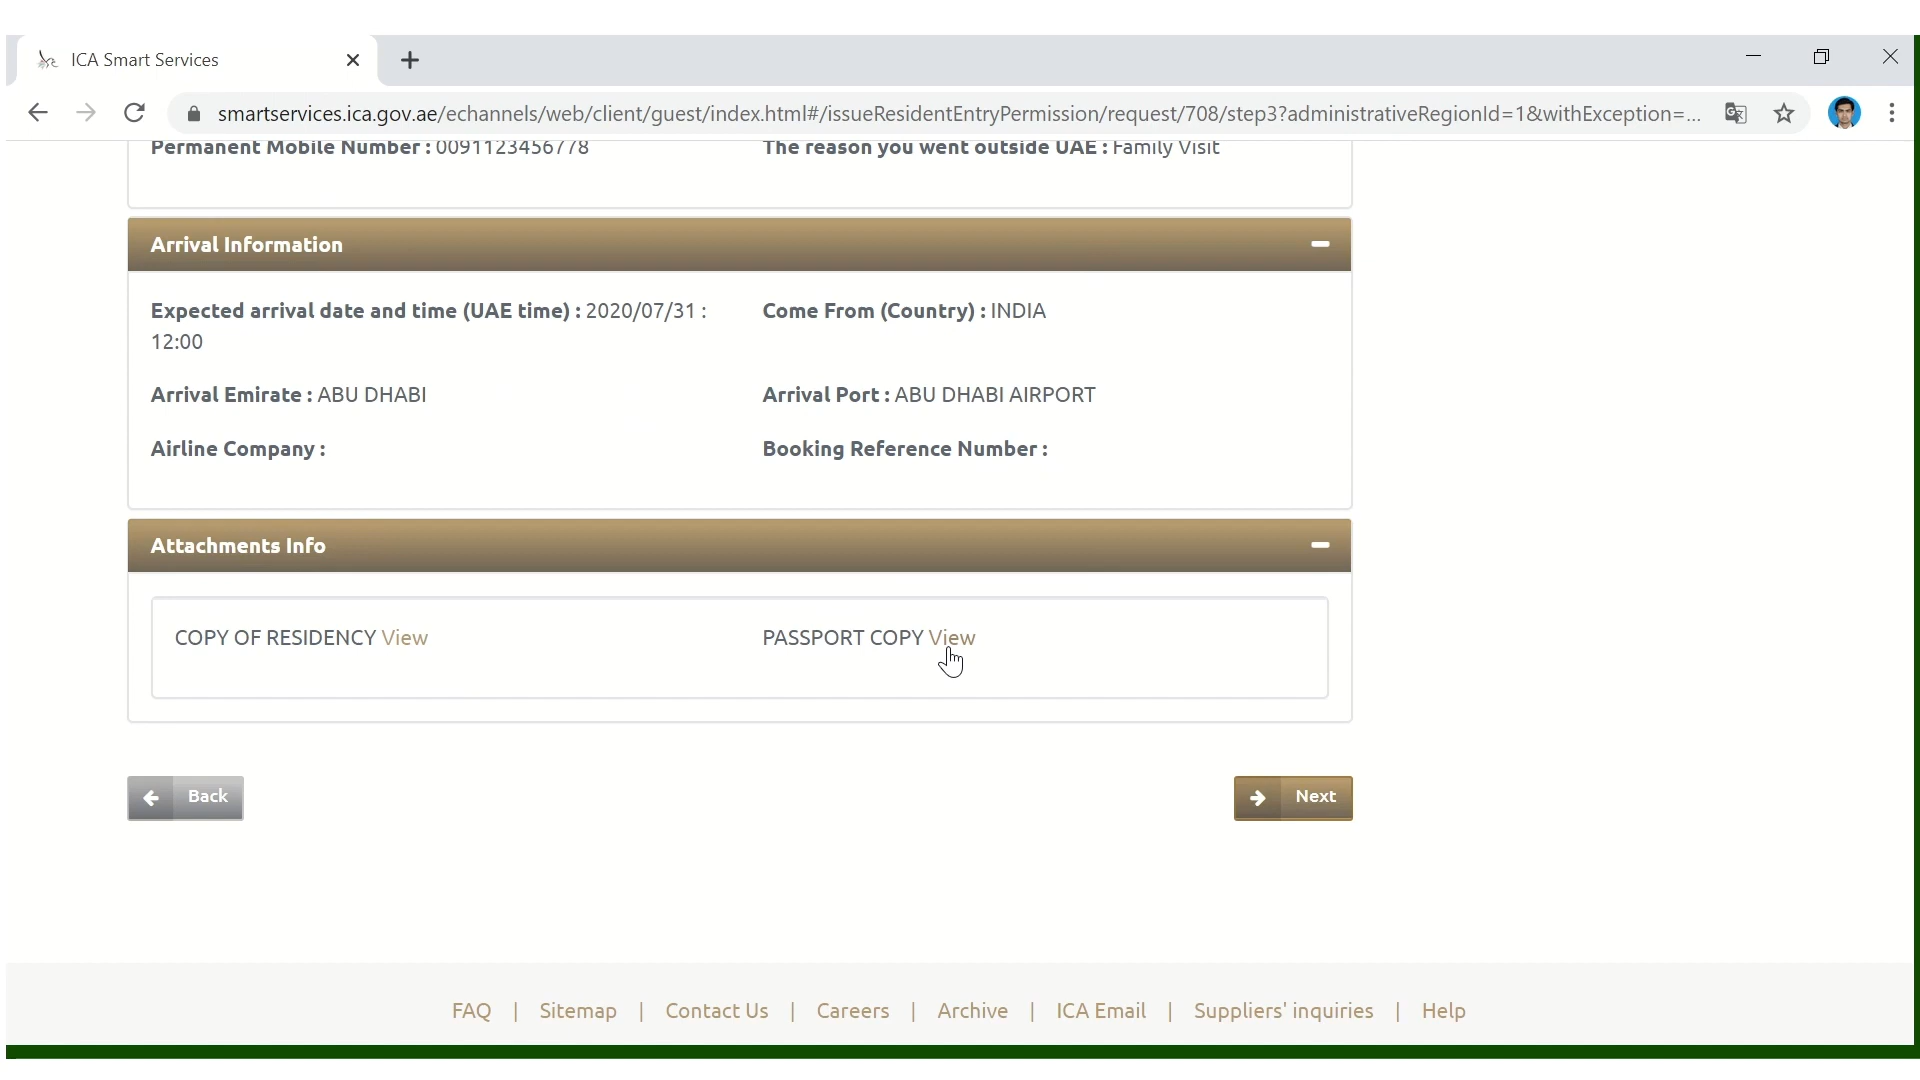 ICA Smart Services
smartservices.ica.gov.ae/echannels/web/client/guest/index.html#/issueResidentEntryPermission/request/708/step3?administrativeRegionId=1&withException=...
Permanent Mobile Number : 0091123456778
The reason you went outside UAE : Family Visit
Arrival Information
Expected arrival date and time (UAE time) : 2020/07/31 :
12:00
Come From (Country) : INDIA
Arrival Emirate : ABU DHABI
Arrival Port : ABU DHABI AIRPORT
Airline Company :
Booking Reference Number :
Attachments Info
COPY OF RESIDENCY View
PASSPORT COPY View
Back
Next
FAQ | Sitemap | Contact Us | Careers | Archive | ICA Email | Suppliers' inquiries | Help